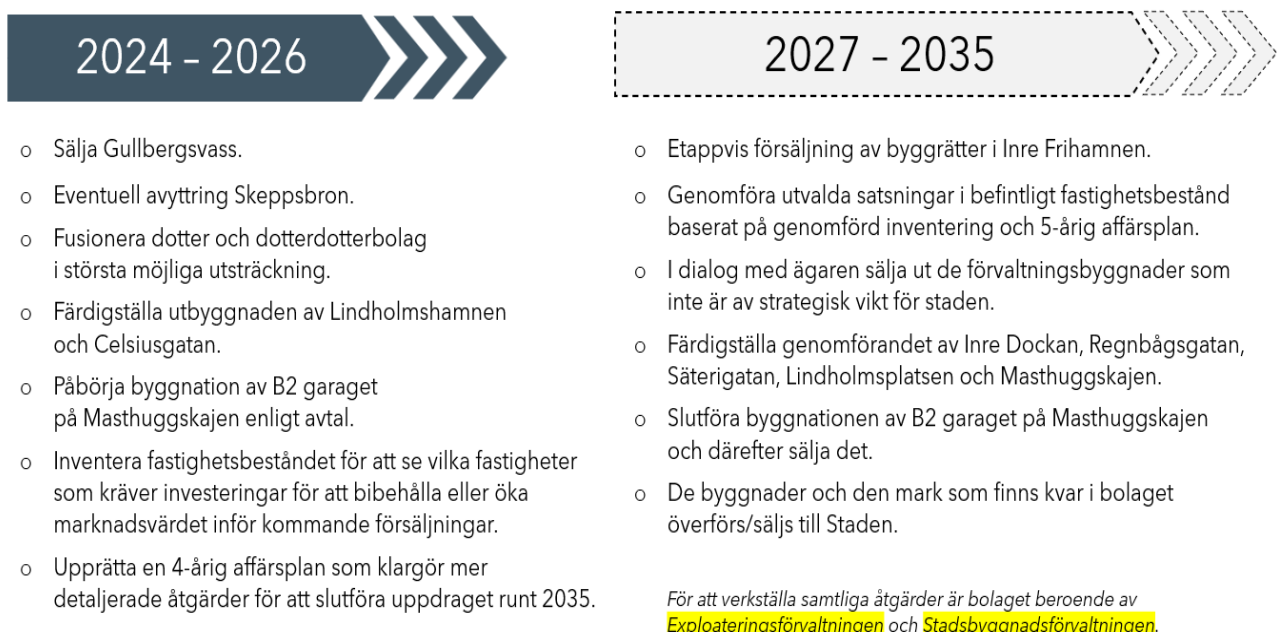 2024 – 2026
o Sälja Gullbergsvass.
o Eventuell avyttring Skeppsbron.
o Fusionera dotter och dotterdotterbolag
i största möjliga utsträckning.
o Färdigställa utbyggnaden av Lindholmshamnen
och Celsiusgatan.
o Påbörja byggnation av B2 garaget
på Masthuggskajen enligt avtal.
o Inventera fastighetsbeståndet för att se vilka fastigheter
som kräver investeringar för att bibehålla eller öka
marknadsvärdet inför kommande försäljningar.
o Upprätta en 4-årig affärsplan som klargör mer
detaljerade åtgärder för att slutföra uppdraget runt 2035.
2027 – 2035
o Etappvis försäljning av byggrätter i Inre Frihamnen.
o Genomföra utvalda satsningar i befintligt fastighetsbestånd
baserat på genomförd inventering och 5-årig affärsplan.
o I dialog med ägaren sälja ut de förvaltningsbyggnader som
inte är av strategisk vikt för staden.
o Färdigställa genomförandet av Inre Dockan, Regnbågsgatan,
Säterigatan, Lindholmsplatsen och Masthuggskajen.
o Slutföra byggnationen av B2 garaget på Masthuggskajen
och därefter sälja det.
o De byggnader och den mark som finns kvar i bolaget
överförs/säljs till Staden.
För att verkställa samtliga åtgärder är bolaget beroende av
Exploateringsförvaltningen och Stadsbyggnadsförvaltningen.